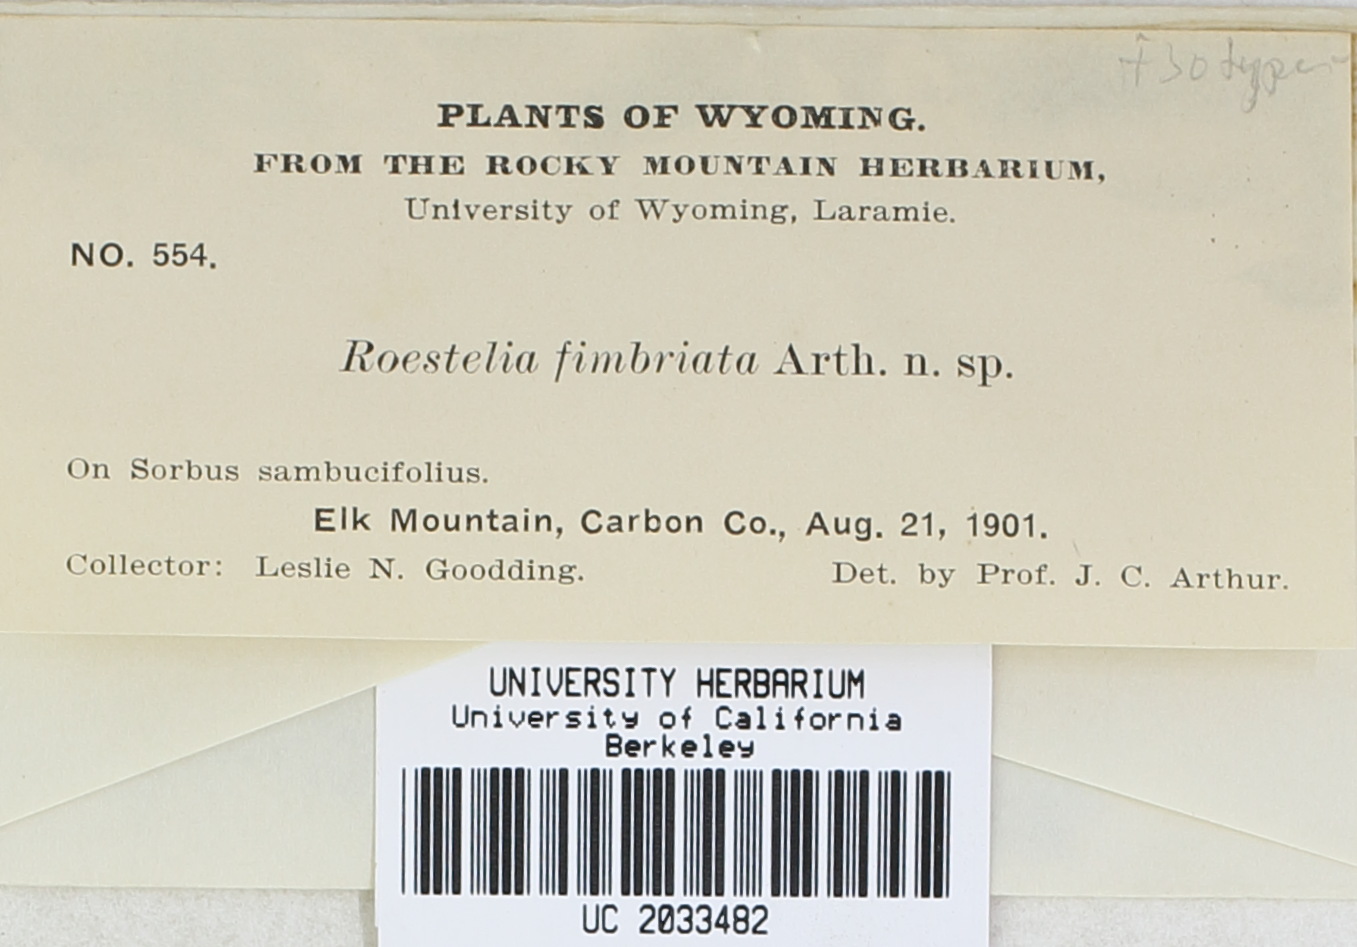 Isotype
PLANTS OF WYOMING.
FROM THE ROCKY MOUNTAIN HERBARIUM,
University of Wyoming, Laramie.
NO. 554.
Roestelia fimbriata Arth. n. sp.
On Sorbus sambucifolius.
Elk Mountain, Carbon Co., Aug. 21, 1901.
Collector: Leslie N. Goodding. Det. by Prof. J. C. Arthur.
UNIVERSITY HERBARIUM
University of California
Berkeley
UC 2033482